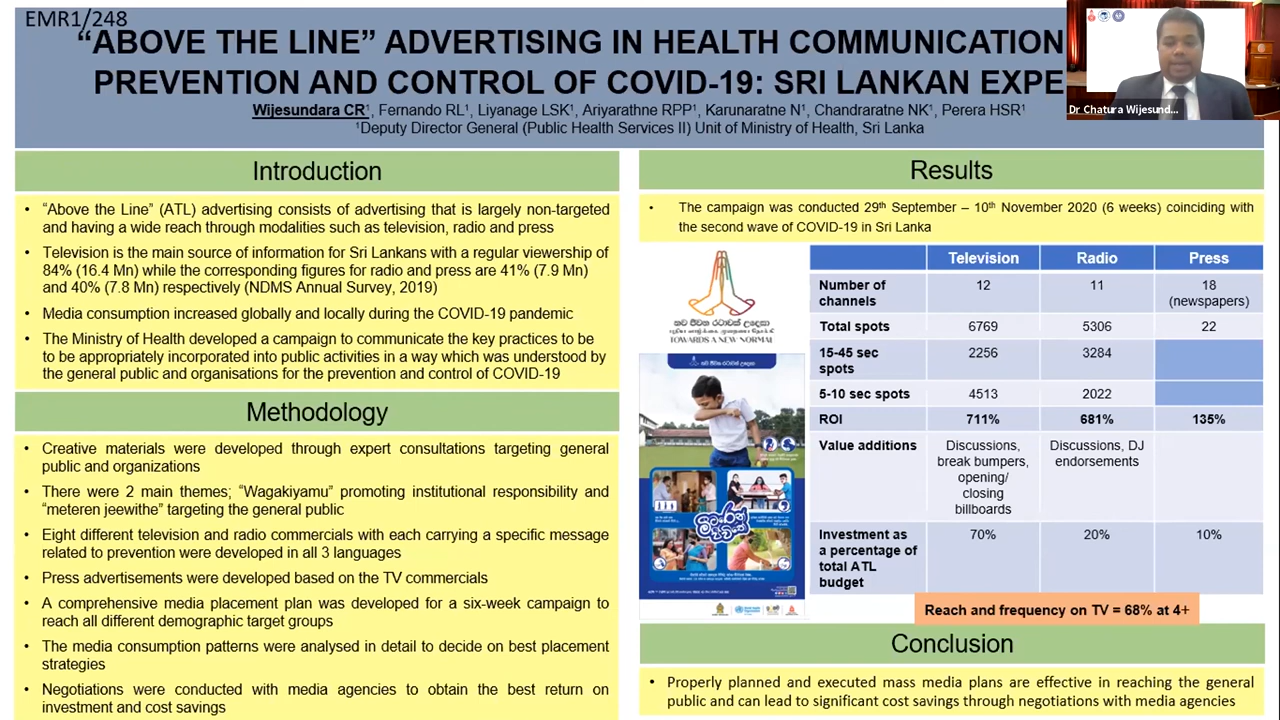 EMR1/248
“ABOVE THE LINE” ADVERTISING IN HEALTH COMMUNICATION
PREVENTION AND CONTROL OF COVID-19: SRI LANKAN EXPE
Wijesundara CR¹, Fernando RL¹, Liyanage LSK¹, Ariyarathne RPP¹, Karunaratne N¹, Chandraratne NK¹, Perera HSR¹
¹Deputy Director General (Public Health Services II) Unit of Ministry of Health, Sri Lanka
Dr Chatura Wijesund...
Introduction
• “Above the Line” (ATL) advertising consists of advertising that is largely non-targeted
and having a wide reach through modalities such as television, radio and press
• Television is the main source of information for Sri Lankans with a regular viewership of
84% (16.4 Mn) while the corresponding figures for radio and press are 41% (7.9 Mn)
and 40% (7.8 Mn) respectively (NDMS Annual Survey, 2019)
• Media consumption increased globally and locally during the COVID-19 pandemic
• The Ministry of Health developed a campaign to communicate the key practices to be
to be appropriately incorporated into public activities in a way which was understood by
the general public and organisations for the prevention and control of COVID-19
Methodology
• Creative materials were developed through expert consultations targeting general
public and organizations
• There were 2 main themes; “Wagakiyamu” promoting institutional responsibility and
“meteren jeewithe” targeting the general public
• Eight different television and radio commercials with each carrying a specific message
related to prevention were developed in all 3 languages
• Press advertisements were developed based on the TV commercials
• A comprehensive media placement plan was developed for a six-week campaign to
reach all different demographic target groups
• The media consumption patterns were analysed in detail to decide on best placement
strategies
• Negotiations were conducted with media agencies to obtain the best return on
investment and cost savings
Results
• The campaign was conducted 29th September – 10th November 2020 (6 weeks) coinciding with
the second wave of COVID-19 in Sri Lanka
TOWARDS A NEW NORMAL
Television Radio Press
Number of 12 11 18
channels (newspapers)
Total spots 6769 5306 22
15-45 sec 2256 3284
spots
5-10 sec spots 4513 2022
ROI 711% 681% 135%
Value additions Discussions, Discussions, DJ
break bumpers, endorsements
opening/
closing
billboards
Investment as 70% 20% 10%
a percentage of
total ATL
budget
Reach and frequency on TV = 68% at 4+
Conclusion
• Properly planned and executed mass media plans are effective in reaching the general
public and can lead to significant cost savings through negotiations with media agencies